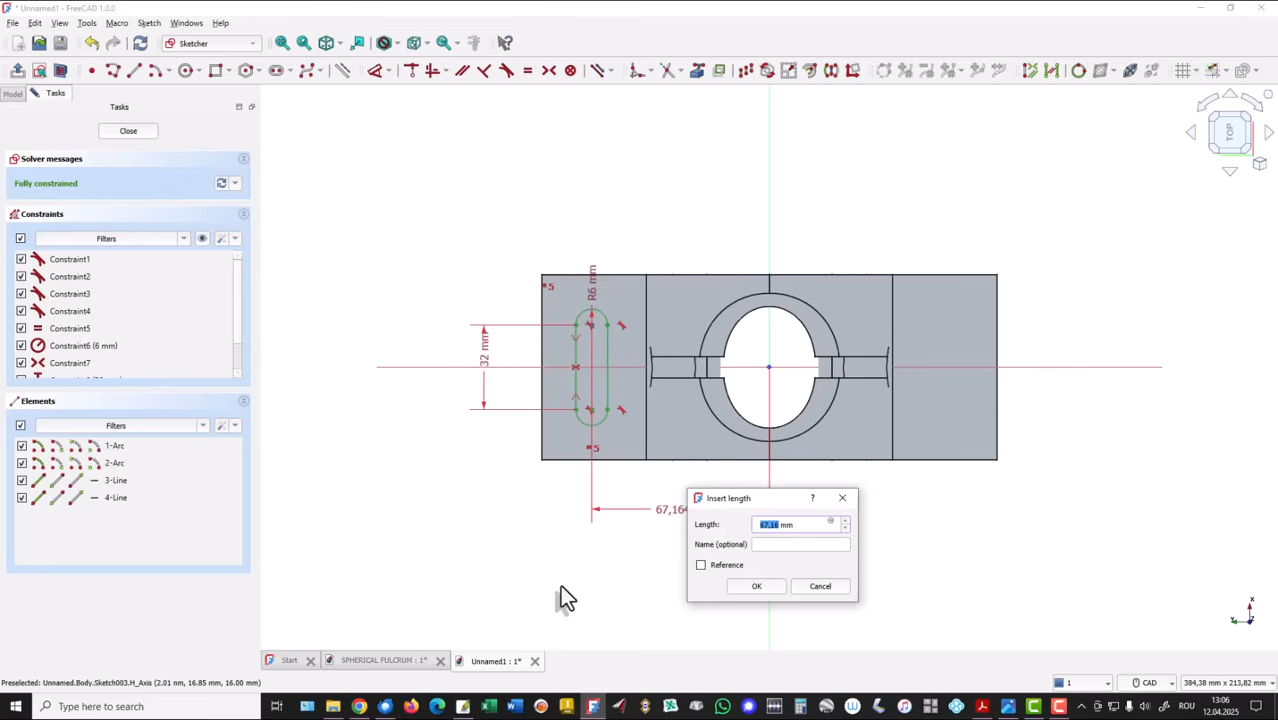 * Unnamed1 - FreeCAD 1.0.0
File Edit View Tools Macro Sketch Windows Help
Sketcher
Model
Tasks
Tasks
Close
Solver messages
Fully constrained
Constraints
Filters
Constraint1
Constraint2
Constraint3
Constraint4
Constraint5
Constraint6 (6 mm)
Constraint7
Elements
Filters
1-Arc
2-Arc
3-Line
4-Line
TOP
5
R6 mm
32 mm
5
67,16
Insert length
?
Length:
67,16 mm
Name (optional)
Reference
OK
Cancel
X
Y
Z
Start
SPHERICAL FULCRUM : 1*
Unnamed1 : 1*
Preselected: Unnamed.Body.Sketch003.H_Axis (2.01 mm, 16.85 mm, 16.00 mm)
1
CAD
384,38 mm x 213,82 mm
Type here to search
ROU
13:06
12.04.2025